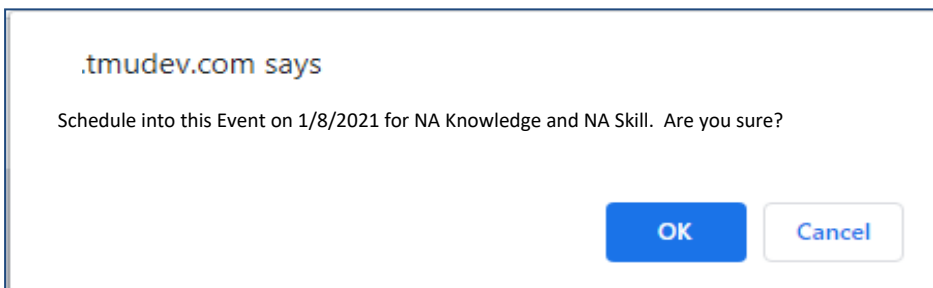 .tmudev.com says
Schedule into this Event on 1/8/2021 for NA Knowledge and NA Skill.  Are you sure?
OK
Cancel